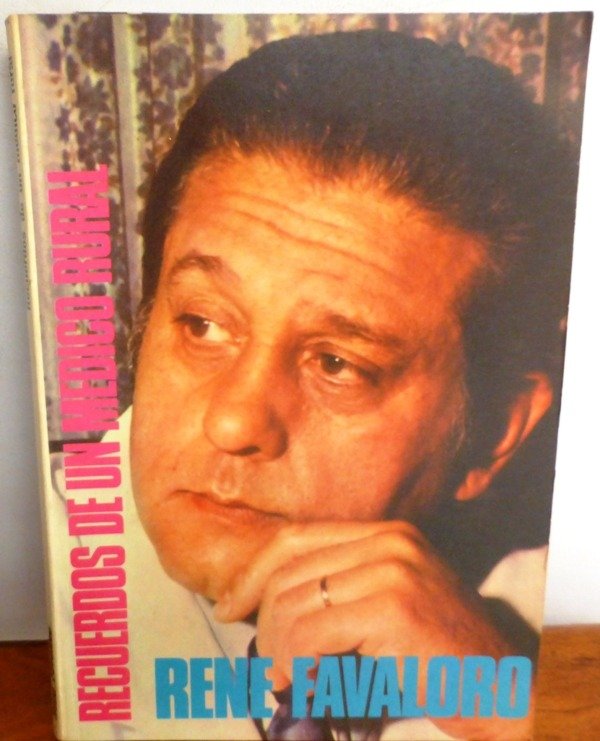 RECUERDOS DE UN MEDICO RURAL
RENE FAVALORO